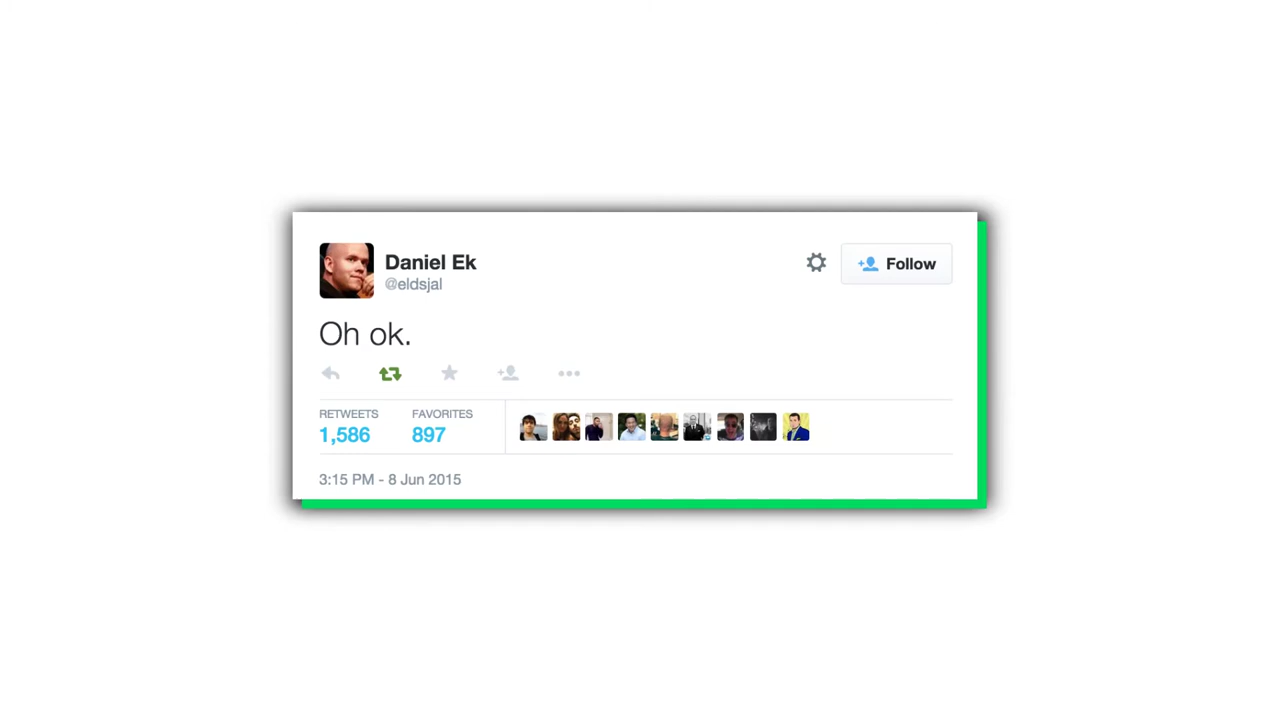 Daniel Ek
@eldsjal
Follow
Oh ok.
RETWEETS FAVORITES
1,586 897
3:15 PM - 8 Jun 2015